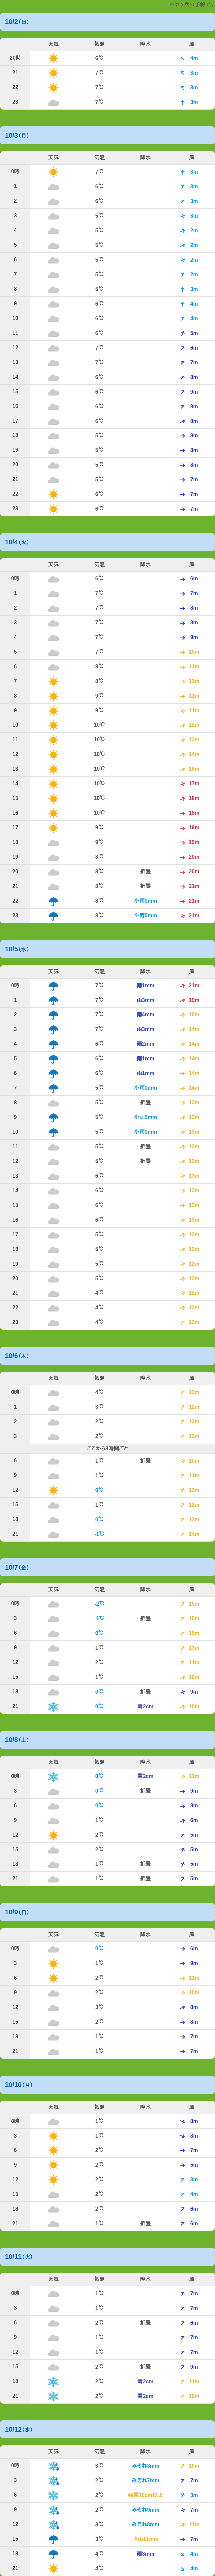 10/2(日)
天気 気温 降水 風
20時 7℃ 4m
21 7℃ 3m
22 7℃ 3m
23 7℃ 3m
10/3(月)
天気 気温 降水 風
0時 7℃ 3m
1 6℃ 3m
2 6℃ 3m
3 5℃ 3m
4 5℃ 2m
5 5℃ 2m
6 5℃ 2m
7 5℃ 2m
8 5℃ 3m
9 6℃ 4m
10 6℃ 4m
11 6℃ 5m
12 7℃ 6m
13 7℃ 7m
14 6℃ 8m
15 6℃ 9m
16 6℃ 8m
17 6℃ 8m
18 5℃ 8m
19 5℃ 8m
20 5℃ 8m
21 5℃ 7m
22 6℃ 7m
23 6℃ 7m
10/4(火)
天気 気温 降水 風
0時 6℃ 6m
1 7℃ 7m
2 7℃ 8m
3 7℃ 8m
4 7℃ 9m
5 7℃ 10m
6 8℃ 11m
7 8℃ 11m
8 9℃ 11m
9 9℃ 11m
10 10℃ 12m
11 10℃ 13m
12 10℃ 14m
13 10℃ 16m
14 10℃ 17m
15 10℃ 18m
16 10℃ 18m
17 9℃ 19m
18 9℃ 19m
19 8℃ 20m
20 8℃ 折畳 20m
21 8℃ 折畳 21m
22 8℃ 小雨0mm 21m
23 8℃ 小雨0mm 21m
10/5(水)
天気 気温 降水 風
0時 7℃ 雨1mm 21m
1 7℃ 雨3mm 19m
2 7℃ 雨4mm 16m
3 7℃ 雨3mm 14m
4 6℃ 雨2mm 14m
5 6℃ 雨1mm 14m
6 6℃ 雨1mm 14m
7 5℃ 小雨0mm 14m
8 5℃ 折畳 13m
9 5℃ 小雨0mm 13m
10 5℃ 小雨0mm 13m
11 5℃ 折畳 12m
12 5℃ 折畳 12m
13 6℃ 13m
14 6℃ 13m
15 6℃ 13m
16 6℃ 13m
17 5℃ 12m
18 5℃ 12m
19 5℃ 12m
20 5℃ 12m
21 4℃ 12m
22 4℃ 12m
23 4℃ 12m
10/6(木)
天気 気温 降水 風
0時 4℃ 13m
1 3℃ 12m
2 2℃ 12m
3 2℃ 12m
ここから3時間ごと
6 1℃ 折畳 10m
9 1℃ 11m
12 0℃ 12m
15 1℃ 12m
18 0℃ 13m
21 -1℃ 14m
10/7(金)
天気 気温 降水 風
0時 -2℃ 15m
3 -1℃ 折畳 15m
6 0℃ 15m
9 1℃ 13m
12 2℃ 11m
15 1℃ 10m
18 0℃ 折畳 9m
21 0℃ 雪2cm 10m
10/8(土)
天気 気温 降水 風
0時 0℃ 雪2cm 11m
3 0℃ 折畳 9m
6 0℃ 8m
9 1℃ 6m
12 2℃ 5m
15 2℃ 5m
18 1℃ 折畳 5m
21 1℃ 折畳 5m
10/9(日)
天気 気温 降水 風
0時 0℃ 6m
3 1℃ 9m
6 2℃ 11m
9 2℃ 10m
12 3℃ 8m
15 2℃ 8m
18 1℃ 7m
21 1℃ 7m
10/10(月)
天気 気温 降水 風
0時 1℃ 8m
3 1℃ 8m
6 2℃ 7m
9 2℃ 5m
12 2℃ 3m
15 2℃ 4m
18 2℃ 6m
21 1℃ 折畳 6m
10/11(火)
天気 気温 降水 風
0時 1℃ 7m
3 1℃ 7m
6 2℃ 折畳 6m
9 1℃ 7m
12 1℃ 7m
15 2℃ 折畳 9m
18 2℃ 雪2cm 11m
21 2℃ 雪2cm 10m
10/12(水)
天気 気温 降水 風
0時 3℃ みぞれ3mm 10m
3 2℃ みぞれ7mm 7m
6 2℃ 強雪10cm以上 3m
9 2℃ みぞれ9mm 7m
12 3℃ みぞれ8mm 11m
15 3℃ 強雨11mm 7m
18 4℃ 雨3mm 4m
21 4℃ 4m